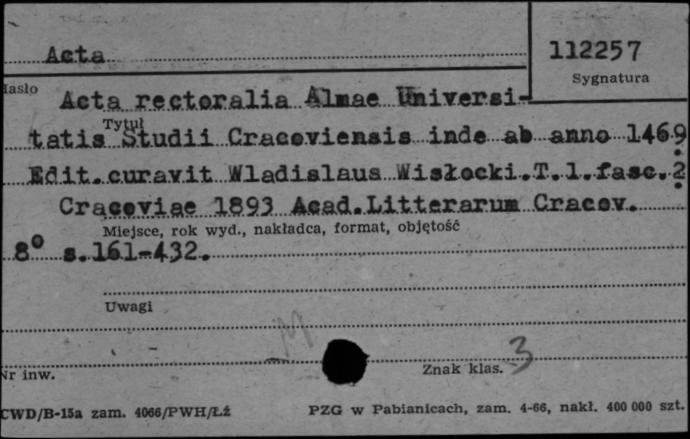 Acta
112257
Sygnatura
Hasło
Acta rectoralia Almae Universi-
Tytuł
tatis Studii Cracoviensis inde ab anno 1469.
Edit.curavit Wladislaus Wisłocki.T.1.fasc.2.
Cracoviae 1893 Acad.Litterarum Cracov.
Miejsce, rok wyd., nakładca, format, objętość
8° s.161-432.
Uwagi
M
Nr inw.
Znak klas. 3
CWD/B-15a zam. 4066/PWH/Łź
PZG w Pabianicach, zam. 4-66, nakł. 400 000 szt.